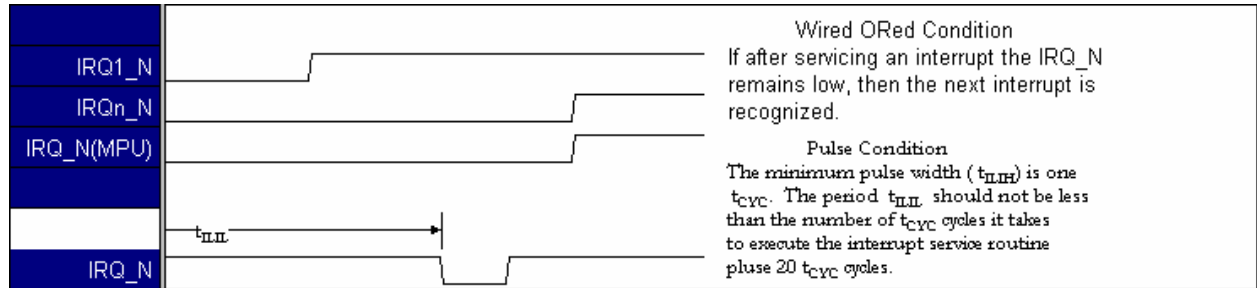 IRQ1_N
IRQn_N
IRQ_N(MPU)
tILIL
IRQ_N
Wired ORed Condition
If after servicing an interrupt the IRQ_N
remains low, then the next interrupt is
recognized.
Pulse Condition
The minimum pulse width (tILIH) is one
tCYC. The period tILIL should not be less
than the number of tCYC cycles it takes
to execute the interrupt service routine
pluse 20 tCYC cycles.